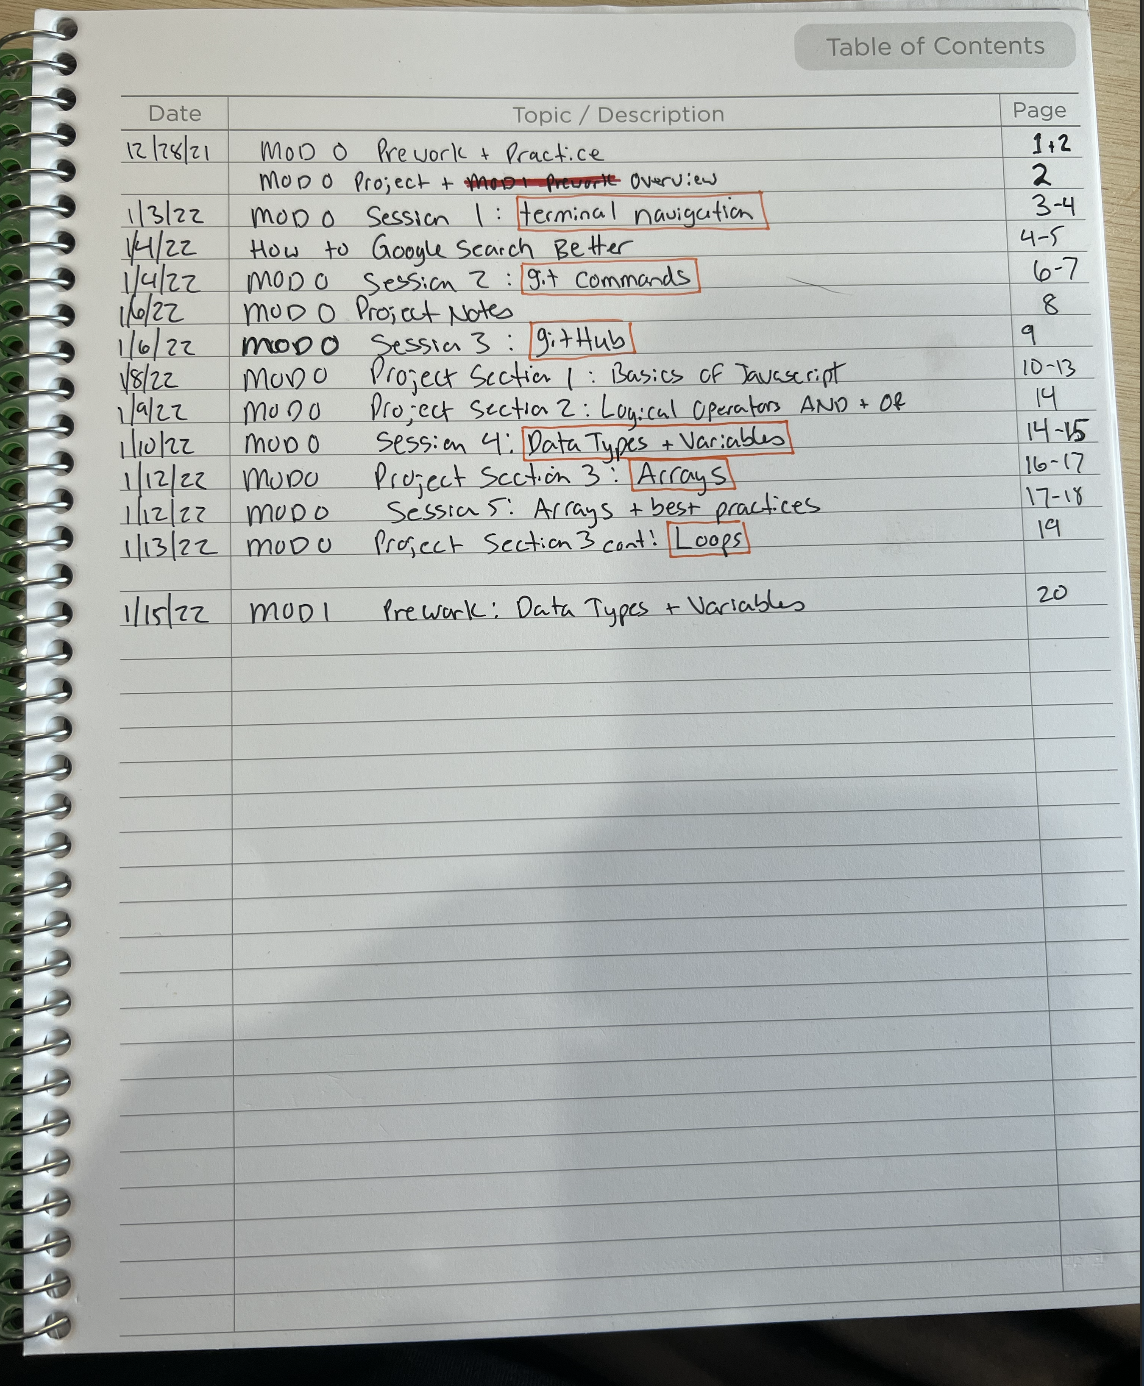 Table of Contents
Date Topic / Description Page
12/28/21 MOD 0 Prework + Practice 1+2
MOD 0 Project + MOD1 Prework Overview 2
1/3/22 MOD 0 Session 1: terminal navigation 3-4
1/4/22 How to Google Search Better 4-5
1/4/22 MOD 0 Session 2: git Commands 6-7
1/6/22 MOD 0 Project Notes 8
1/6/22 MOD 0 Session 3: gitHub 9
1/8/22 MOD 0 Project Section 1: Basics of Javascript 10-13
1/9/22 MOD 0 Project Section 2: Logical Operators AND + OR 14
1/10/22 MOD 0 Session 4: Data Types + Variables 14-15
1/12/22 MOD 0 Project Section 3: Arrays 16-17
1/12/22 MOD 0 Session 5: Arrays + best practices 17-18
1/13/22 MOD 0 Project Section 3 cont: Loops 19
1/15/22 MOD 1 Prework: Data Types + Variables 20